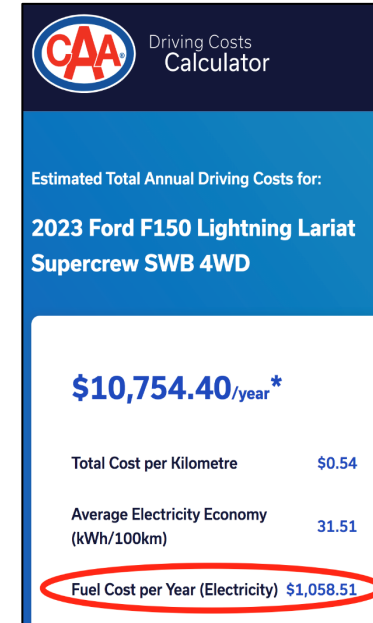 CAA
Driving Costs
Calculator
Estimated Total Annual Driving Costs for:
2023 Ford F150 Lightning Lariat
Supercrew SWB 4WD
$10,754.40/year*
Total Cost per Kilometre $0.54
Average Electricity Economy
(kWh/100km) 31.51
Fuel Cost per Year (Electricity) $1,058.51